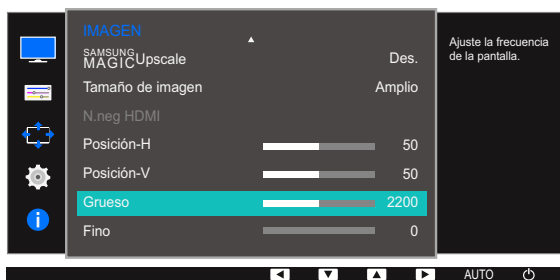 IMAGEN
SAMSUNG
MAGICUpscale Des.
Tamaño de imagen Amplio
N.neg HDMI
Posición-H 50
Posición-V 50
Grueso 2200
Fino 0
Ajuste la frecuencia
de la pantalla.
AUTO